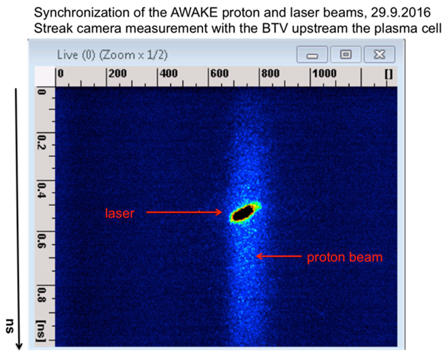 Synchronization of the AWAKE proton and laser beams, 29.9.2016
Streak camera measurement with the BTV upstream the plasma cell
Live (0) (Zoom x 1/2)
0 200 400 600 800 1000 []
0
0.2
0.4
laser
0.6
proton beam
0.8
[ns]
ns